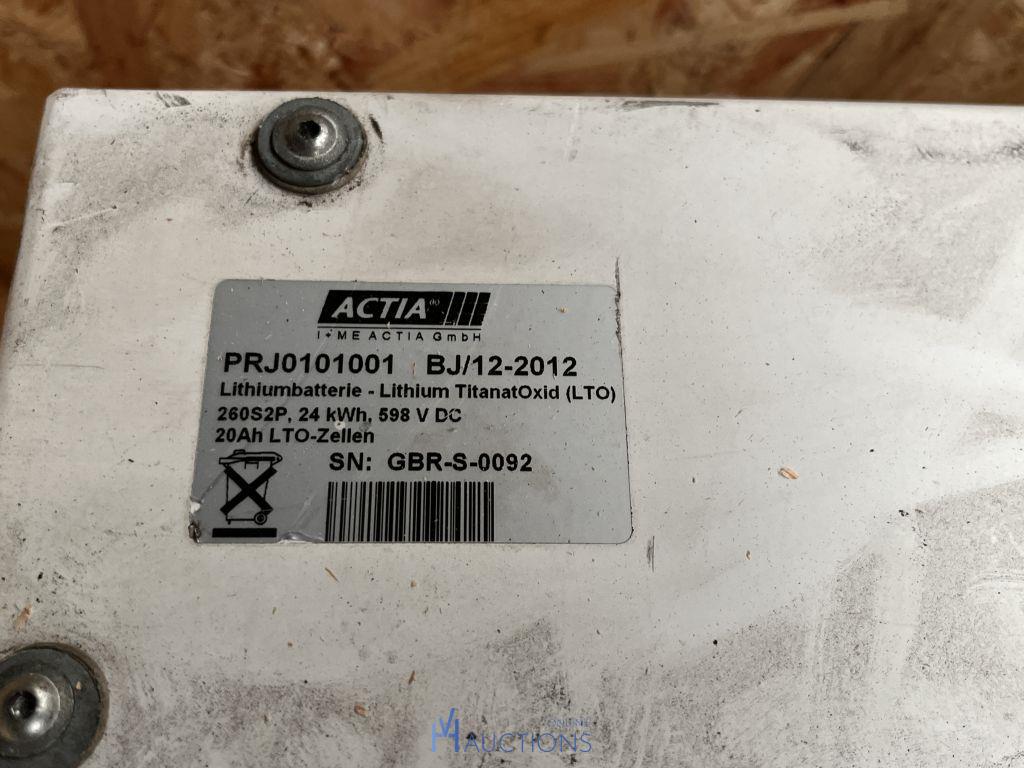 ACTIA®
I+ME ACTIA GmbH
PRJ0101001 BJ/12-2012
Lithiumbatterie - Lithium TitanatOxid (LTO)
260S2P, 24 kWh, 598 V DC
20Ah LTO-Zellen
SN: GBR-S-0092
ONLINE
AUCTIONS